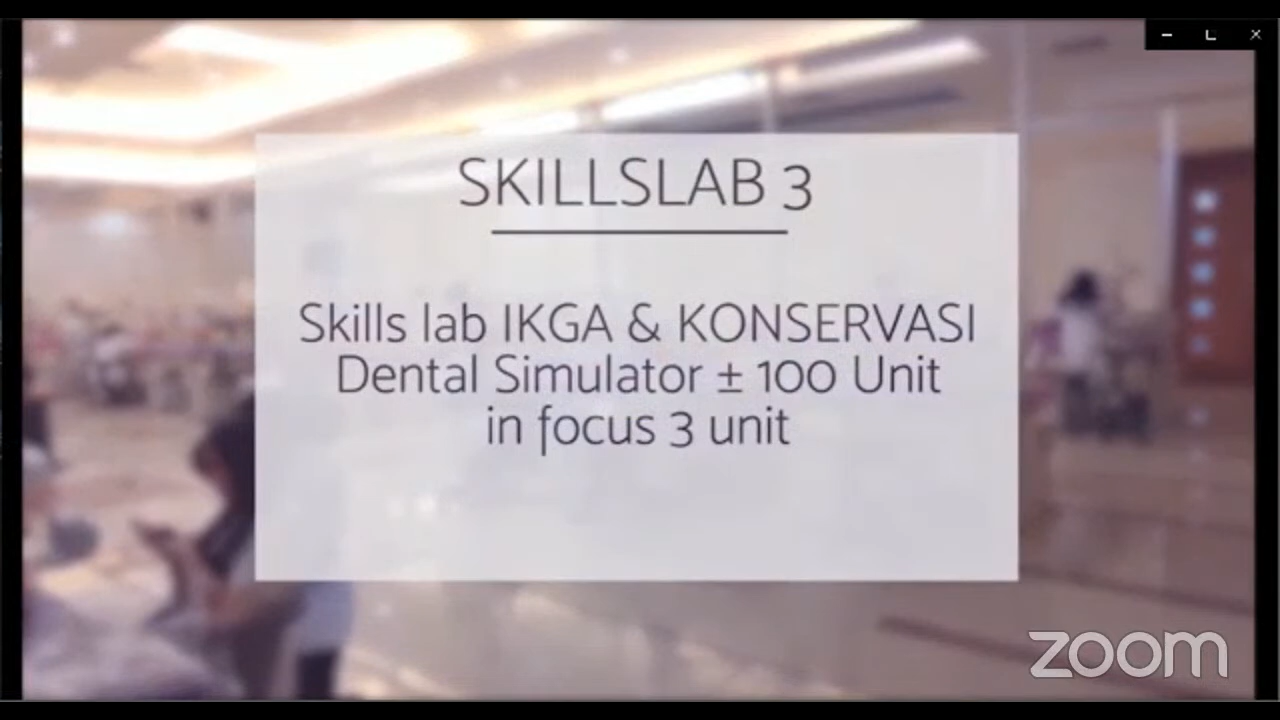 SKILLSLAB 3
Skills lab IKGA & KONSERVASI
Dental Simulator ± 100 Unit
in focus 3 unit
zoom